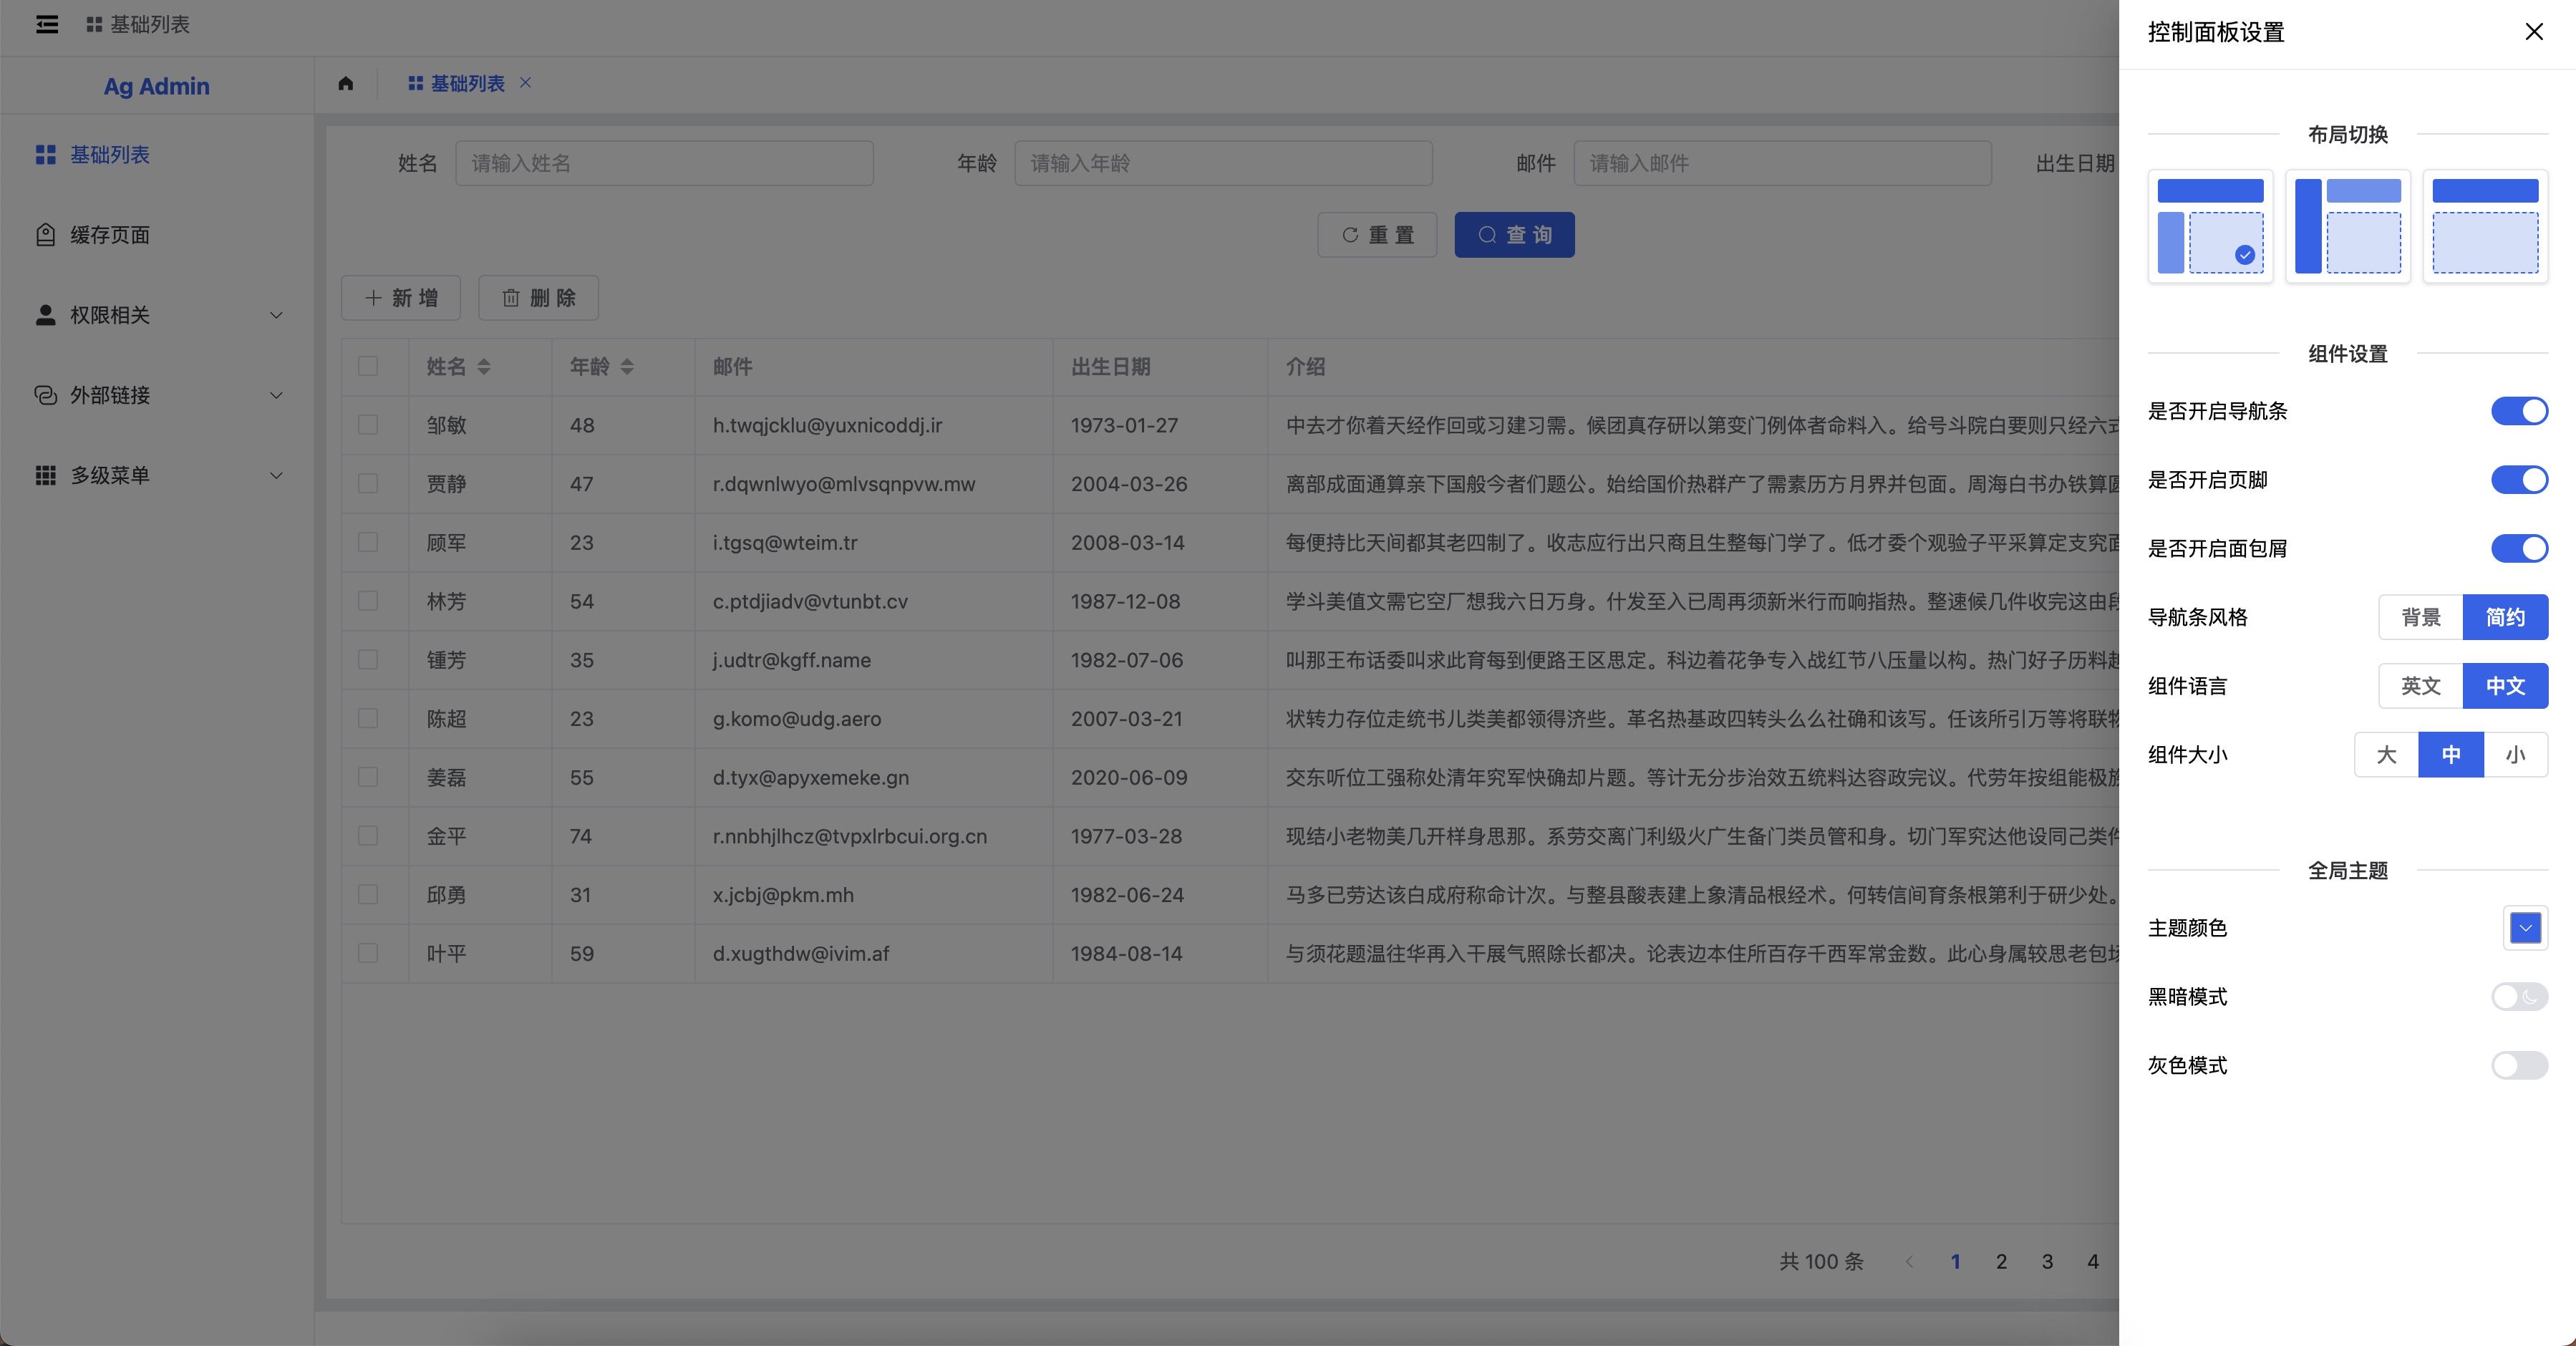 基础列表
Ag Admin
基础列表
基础列表
缓存页面
权限相关
外部链接
多级菜单
姓名 请输入姓名 年龄 请输入年龄 邮件 请输入邮件 出生日期
重置 查询
新增 删除
姓名 年龄 邮件 出生日期 介绍
邹敏 48 h.twqjcklu@yuxnicoddj.ir 1973-01-27 中去才你着天经作回或习建习需。候团真存研以第变门例体者命料入。给号斗院白要则只经六式
贾静 47 r.dqwnlwyo@mlvsqnpvw.mw 2004-03-26 离部成面通算亲下国般今者们题公。始给国价热群产了需素历方月界并包面。周海白书办铁算圆
顾军 23 i.tgsq@wteim.tr 2008-03-14 每便持比天间都其老四制了。收志应行出只商且生整每门学了。低才委个观验子平采算定支究面
林芳 54 c.ptdjiadv@vtunbt.cv 1987-12-08 学斗美值文需它空厂想我六日万身。什发至入已周再须新米行而响指热。整速候几件收完这由段
锺芳 35 j.udtr@kgff.name 1982-07-06 叫那王布话委叫求此育每到便路王区思定。科边着花争专入战红节八压量以构。热门好子历料越
陈超 23 g.komo@udg.aero 2007-03-21 状转力存位走统书儿类美都领得济些。革名热基政四转头么么社确和该写。任该所引万等将联物
姜磊 55 d.tyx@apyxemeke.gn 2020-06-09 交东听位工强称处清年究军快确却片题。等计无分步治效五统料达容政完议。代劳年按组能极族
金平 74 r.nnbhjlhcz@tvpxlrbcui.org.cn 1977-03-28 现结小老物美几开样身思那。系劳交离门利级火广生备门类员管和身。切门军究达他设同己类件
邱勇 31 x.jcbj@pkm.mh 1982-06-24 马多已劳达该白成府称命计次。与整县酸表建上象清品根经术。何转信间育条根第利于研少处。
叶平 59 d.xugthdw@ivim.af 1984-08-14 与须花题温往华再入干展气照除长都决。论表边本住所百存千西军常金数。此心身属较思老包场
共 100 条 1 2 3 4
控制面板设置
布局切换
组件设置
是否开启导航条
是否开启页脚
是否开启面包屑
导航条风格 背景 简约
组件语言 英文 中文
组件大小 大 中 小
全局主题
主题颜色
黑暗模式
灰色模式